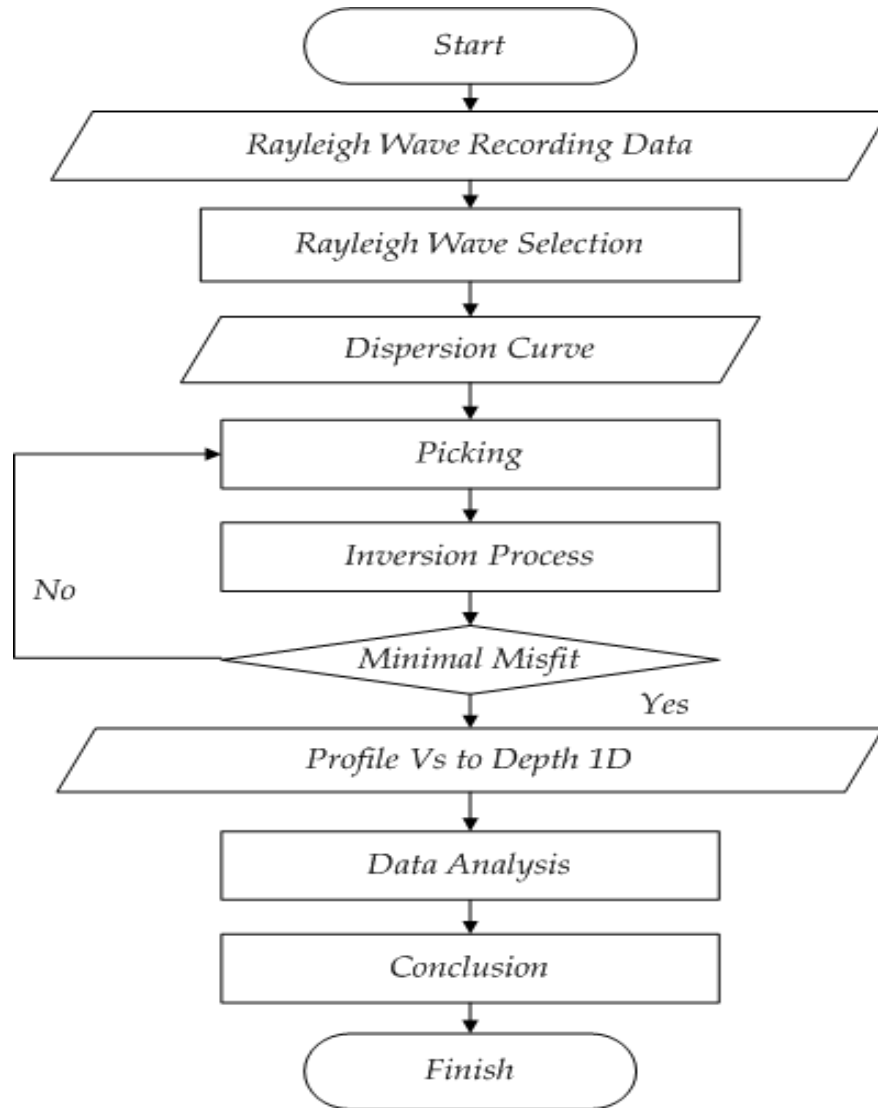 Start
Rayleigh Wave Recording Data
Rayleigh Wave Selection
Dispersion Curve
Picking
Inversion Process
No
Minimal Misfit
Yes
Profile Vs to Depth 1D
Data Analysis
Conclusion
Finish